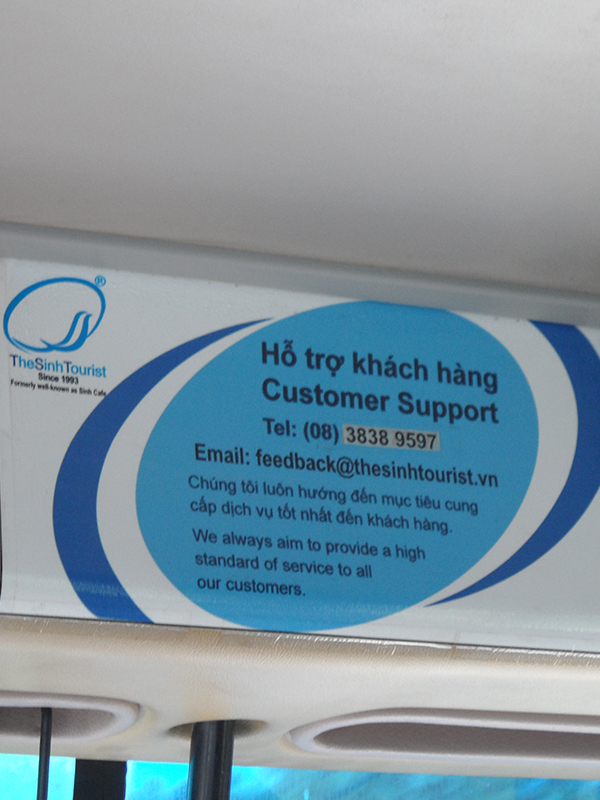 ®
TheSinhTourist
Since 1993
Formerly well-known as Sinh Cafe
Hỗ trợ khách hàng
Customer Support
Tel: (08) 3838 9597
Email: feedback@thesinhtourist.vn
Chúng tôi luôn hướng đến mục tiêu cung
cấp dịch vụ tốt nhất đến khách hàng.
We always aim to provide a high
standard of service to all
our customers.